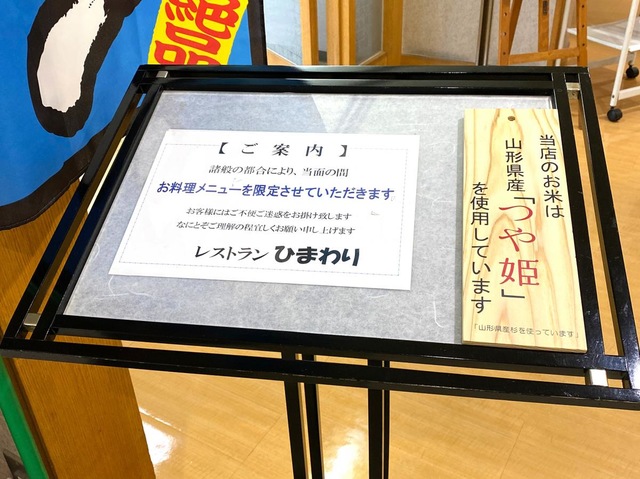 絶品
【ご案内】
諸般の都合により、当面の間
お料理メニューを限定させていただきます
お客様にはご不便ご迷惑をお掛け致します
なにとぞご理解の程宜しくお願い申し上げます
レストラン ひまわり
当店のお米は
山形県産「つや姫」
を使用しています
「山形県産杉を使っています」